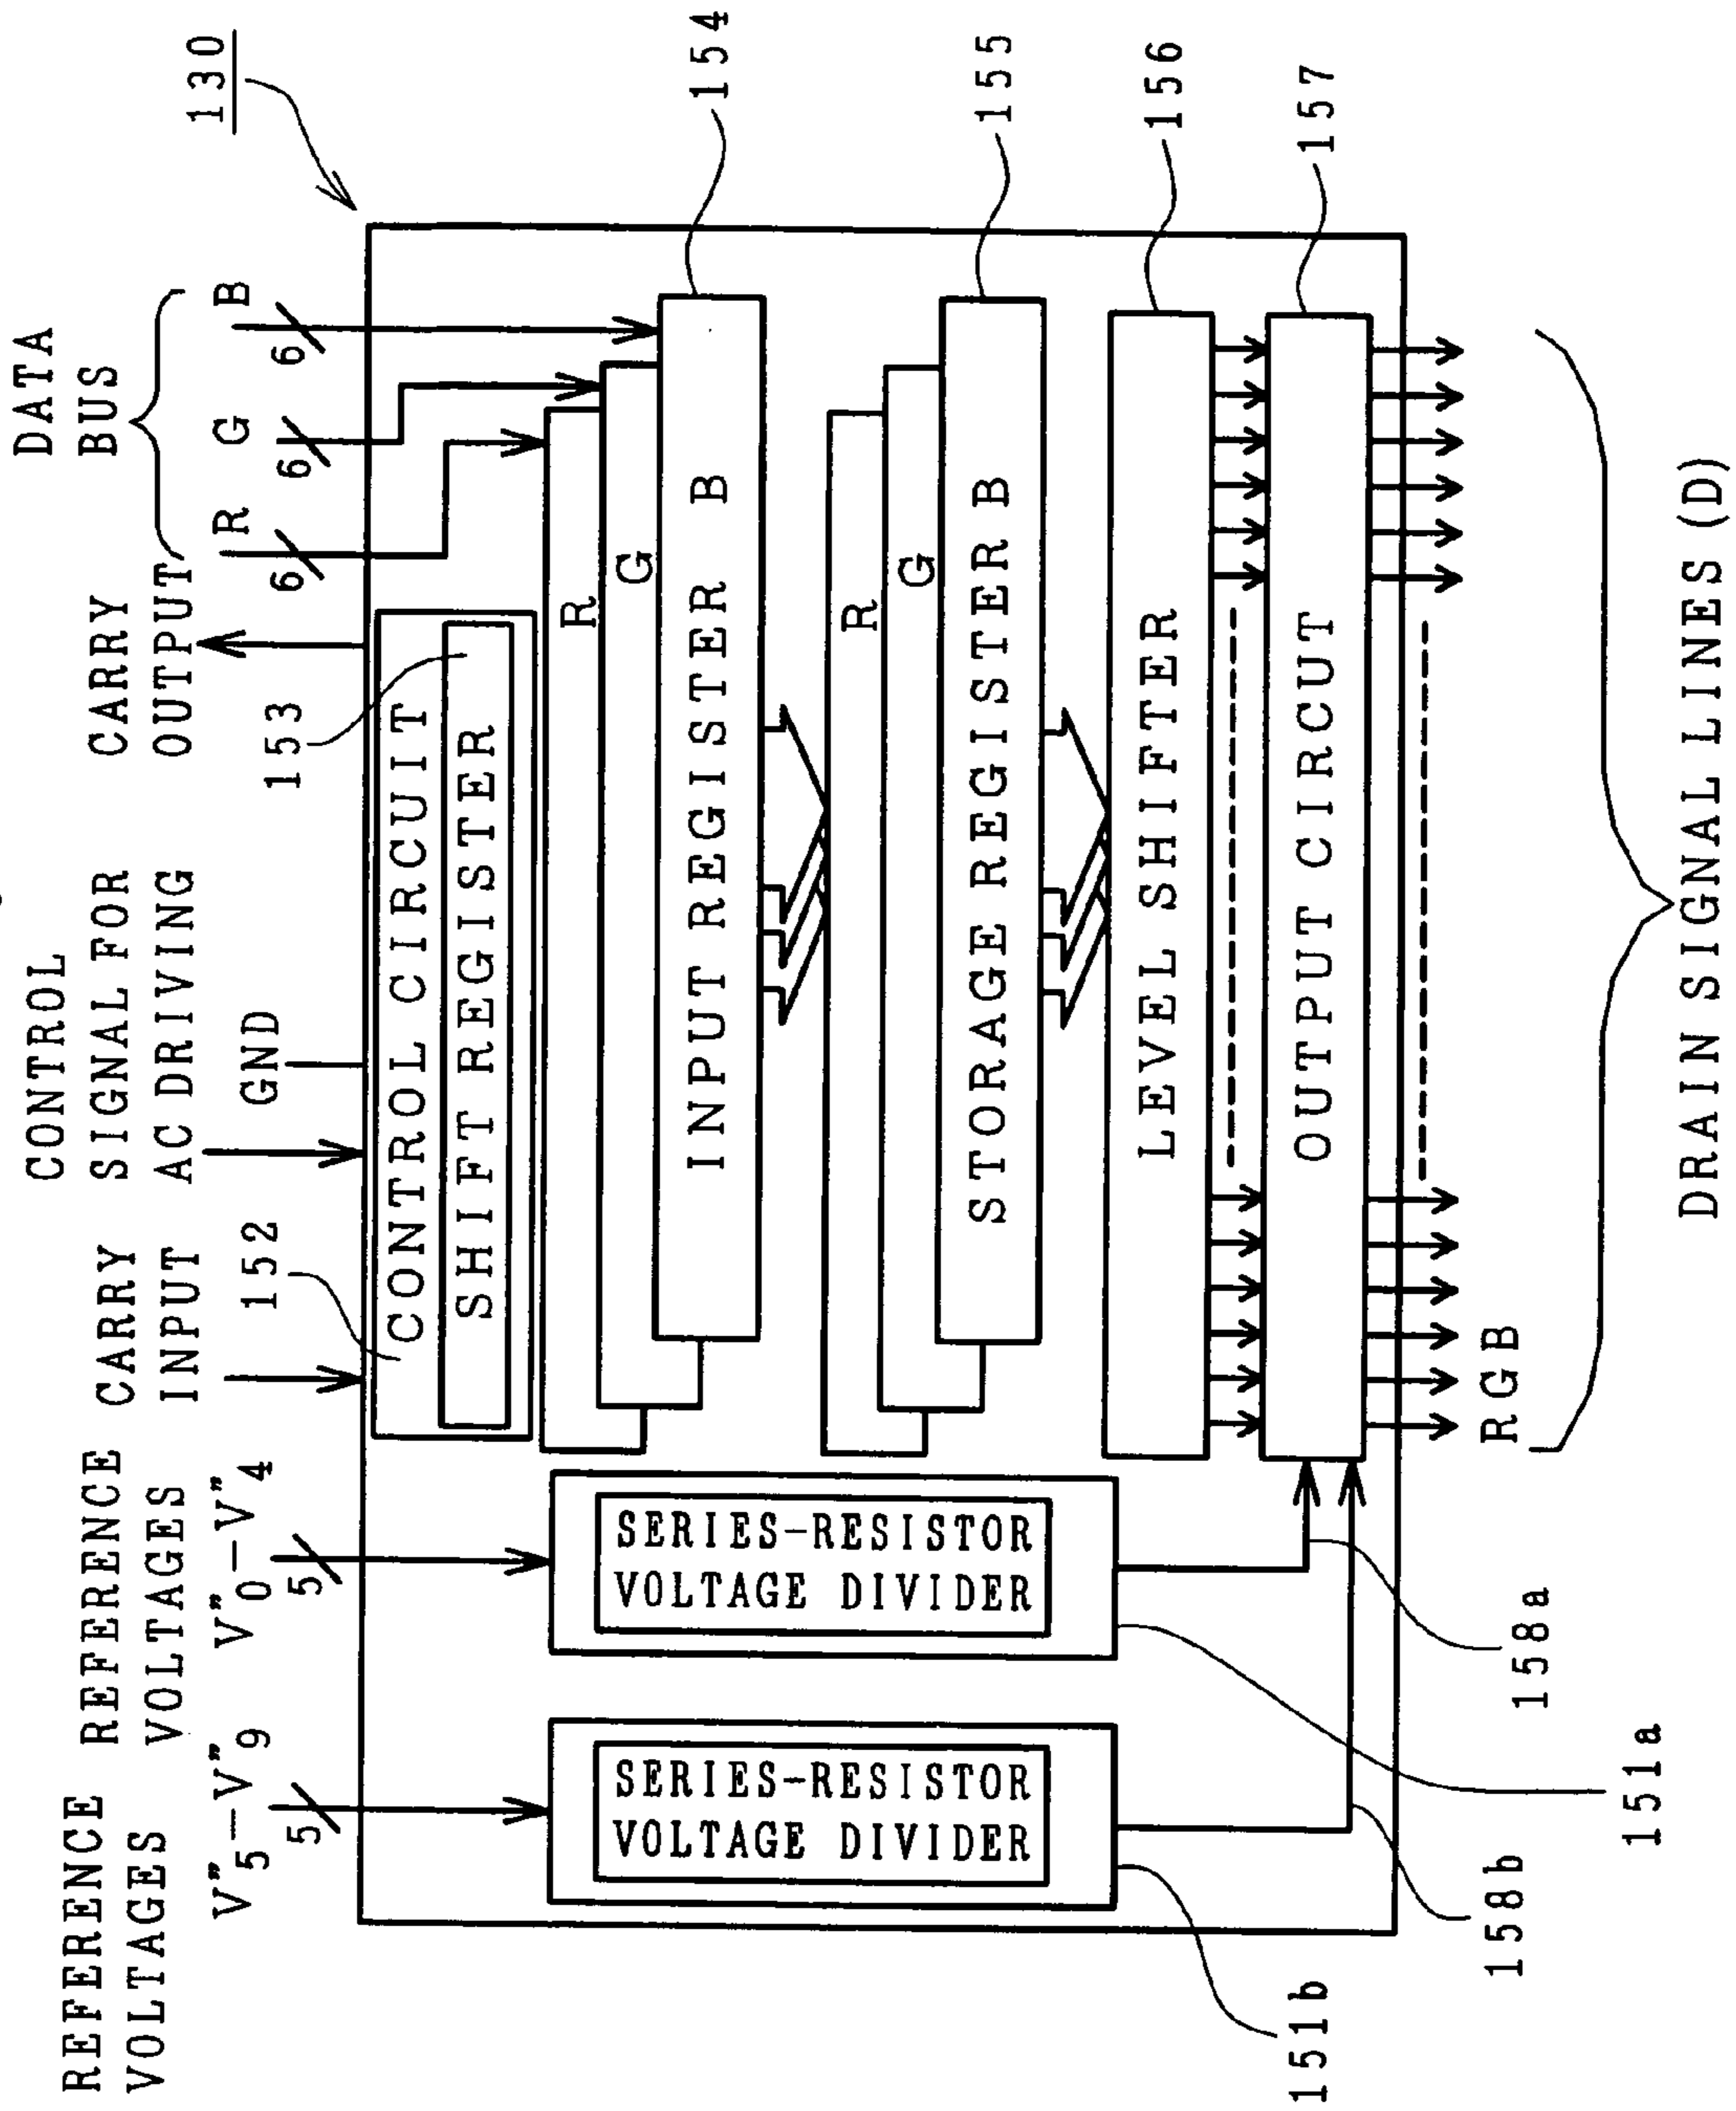 130
DATA
BUS
R G B
6 6 6
CARRY
OUTPUT
CONTROL
SIGNAL FOR
AC DRIVING
GND
CARRY
INPUT
REFERENCE
VOLTAGES
V"0-V"4
5
REFERENCE
VOLTAGES
V"5-V"9
5
152
153
CONTROL CIRCUIT
SHIFT REGISTER
R
G
INPUT REGISTER B
154
R
G
STORAGE REGISTER B
155
LEVEL SHIFTER
156
OUTPUT CIRCUT
157
SERIES-RESISTOR
VOLTAGE DIVIDER
SERIES-RESISTOR
VOLTAGE DIVIDER
151b
158b
151a
158a
RGB
DRAIN SIGNAL LINES (D)